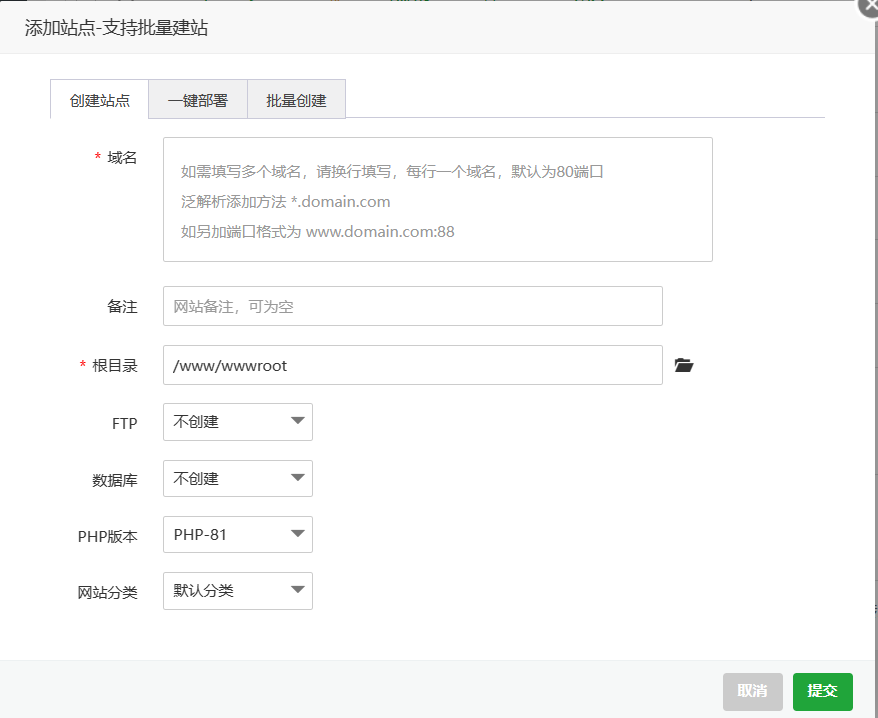 添加站点-支持批量建站
创建站点
一键部署
批量创建
* 域名
如需填写多个域名，请换行填写，每行一个域名，默认为80端口
泛解析添加方法 *.domain.com
如另加端口格式为 www.domain.com:88
备注
网站备注，可为空
* 根目录
/www/wwwroot
FTP
不创建
数据库
不创建
PHP版本
PHP-81
网站分类
默认分类
取消
提交